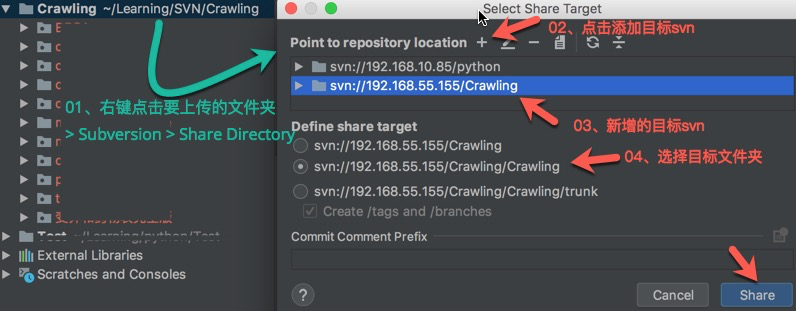 Crawling ~/Learning/SVN/Crawling
01、右键点击要上传的文件夹
> Subversion > Share Directory
Test ~/Learning/python/Test
External Libraries
Scratches and Consoles
Select Share Target
02、点击添加目标svn
Point to repository location
svn://192.168.10.85/python
svn://192.168.55.155/Crawling
03、新增的目标svn
Define share target
svn://192.168.55.155/Crawling
svn://192.168.55.155/Crawling/Crawling
04、选择目标文件夹
svn://192.168.55.155/Crawling/Crawling/trunk
Create /tags and /branches
Commit Comment Prefix
?
Cancel
Share